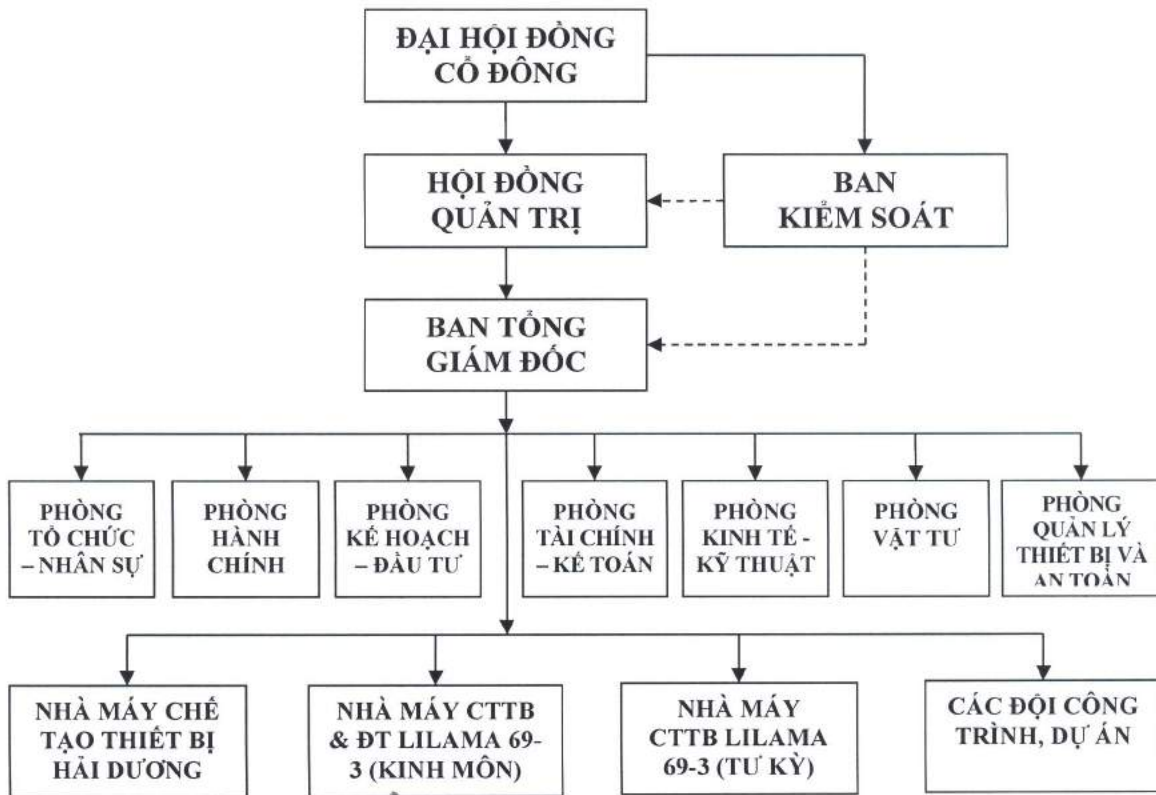 ĐẠI HỘI ĐỒNG
CỔ ĐÔNG
HỘI ĐỒNG
QUẢN TRỊ
BAN
KIỂM SOÁT
BAN TỔNG
GIÁM ĐỐC
PHÒNG
TỔ CHỨC
– NHÂN SỰ
PHÒNG
HÀNH
CHÍNH
PHÒNG
KẾ HOẠCH
– ĐẦU TƯ
PHÒNG
TÀI CHÍNH
– KẾ TOÁN
PHÒNG
KINH TẾ -
KỸ THUẬT
PHÒNG
VẬT TƯ
PHÒNG
QUẢN LÝ
THIẾT BỊ VÀ
AN TOÀN
NHÀ MÁY CHẾ
TẠO THIẾT BỊ
HẢI DƯƠNG
NHÀ MÁY CTTB
& ĐT LILAMA 69-
3 (KINH MÔN)
NHÀ MÁY
CTTB LILAMA
69-3 (TƯ KỲ)
CÁC ĐỘI CÔNG
TRÌNH, DỰ ÁN